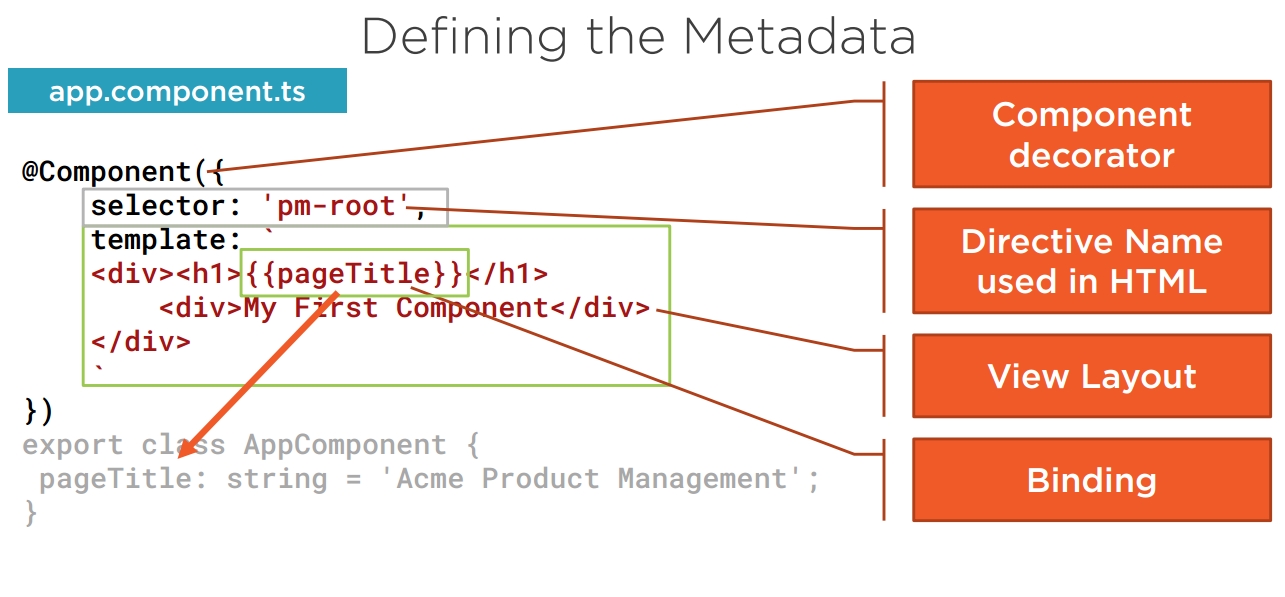 Defining the Metadata
app.component.ts
@Component({
selector: 'pm-root',
template: `
<div><h1>{{pageTitle}}</h1>
<div>My First Component</div>
</div>
`
})
export class AppComponent {
pageTitle: string = 'Acme Product Management';
}
Component
decorator
Directive Name
used in HTML
View Layout
Binding